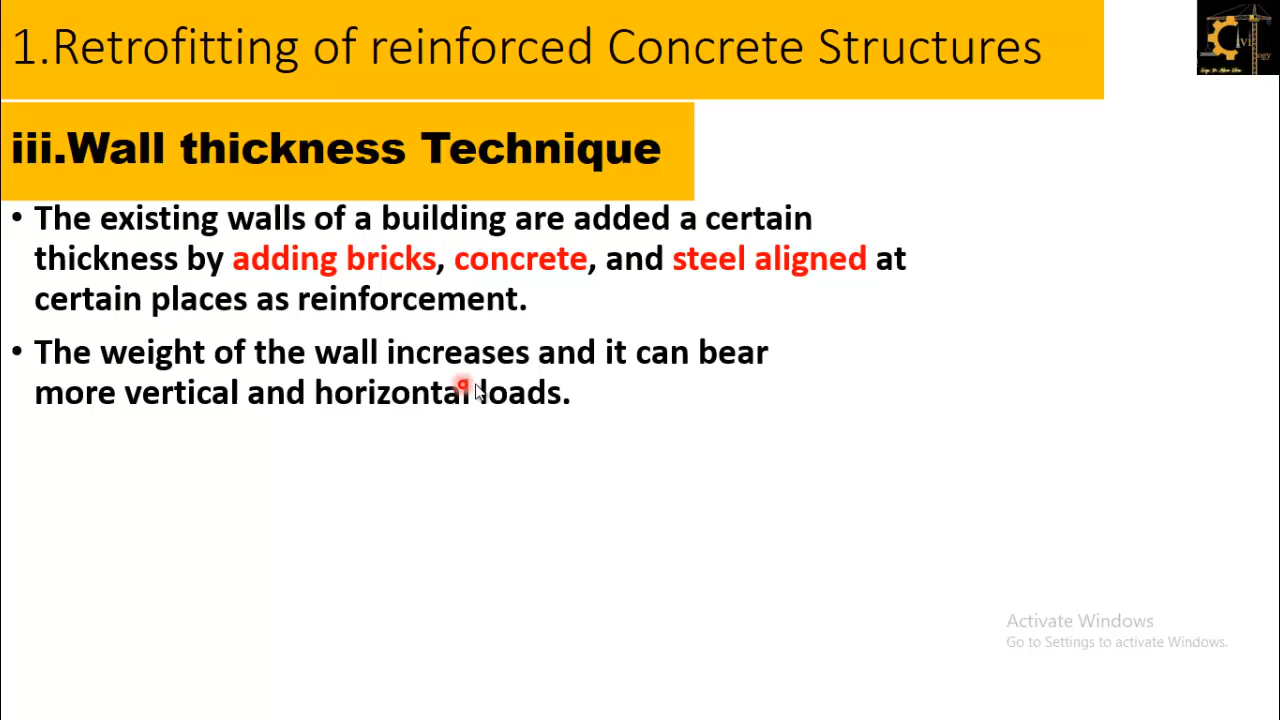 1.Retrofitting of reinforced Concrete Structures
iii.Wall thickness Technique
• The existing walls of a building are added a certain
thickness by adding bricks, concrete, and steel aligned at
certain places as reinforcement.
• The weight of the wall increases and it can bear
more vertical and horizontal loads.
Activate Windows
Go to Settings to activate Windows.